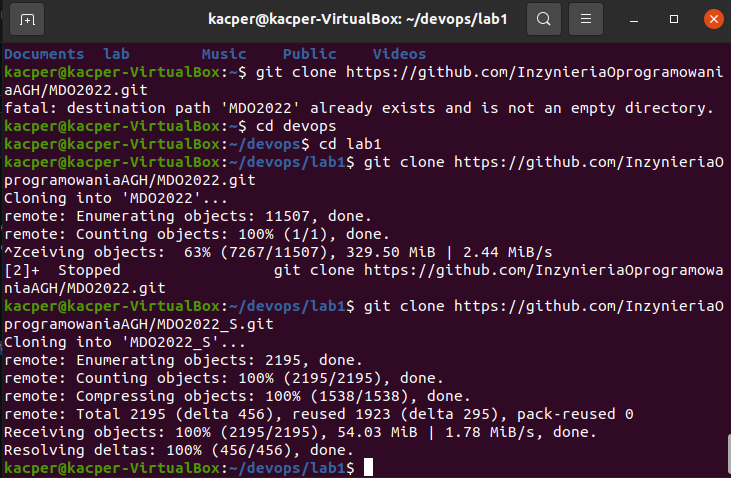 kacper@kacper-VirtualBox: ~/devops/lab1
Documents  lab        Music    Public    Videos
kacper@kacper-VirtualBox:~$ git clone https://github.com/InzynieriaOprogramowani
iaAGH/MDO2022.git
fatal: destination path 'MDO2022' already exists and is not an empty directory.
kacper@kacper-VirtualBox:~$ cd devops
kacper@kacper-VirtualBox:~/devops$ cd lab1
kacper@kacper-VirtualBox:~/devops/lab1$ git clone https://github.com/InzynieriaO
programowaniaAGH/MDO2022.git
Cloning into 'MDO2022'...
remote: Enumerating objects: 11507, done.
remote: Counting objects: 100% (1/1), done.
^Zceiving objects:  63% (7267/11507), 329.50 MiB | 2.44 MiB/s
[2]+  Stopped                 git clone https://github.com/InzynieriaOprogramowa
niaAGH/MDO2022.git
kacper@kacper-VirtualBox:~/devops/lab1$ git clone https://github.com/InzynieriaO
programowaniaAGH/MDO2022_S.git
Cloning into 'MDO2022_S'...
remote: Enumerating objects: 2195, done.
remote: Counting objects: 100% (2195/2195), done.
remote: Compressing objects: 100% (1538/1538), done.
remote: Total 2195 (delta 456), reused 1923 (delta 295), pack-reused 0
Receiving objects: 100% (2195/2195), 54.03 MiB | 1.78 MiB/s, done.
Resolving deltas: 100% (456/456), done.
kacper@kacper-VirtualBox:~/devops/lab1$